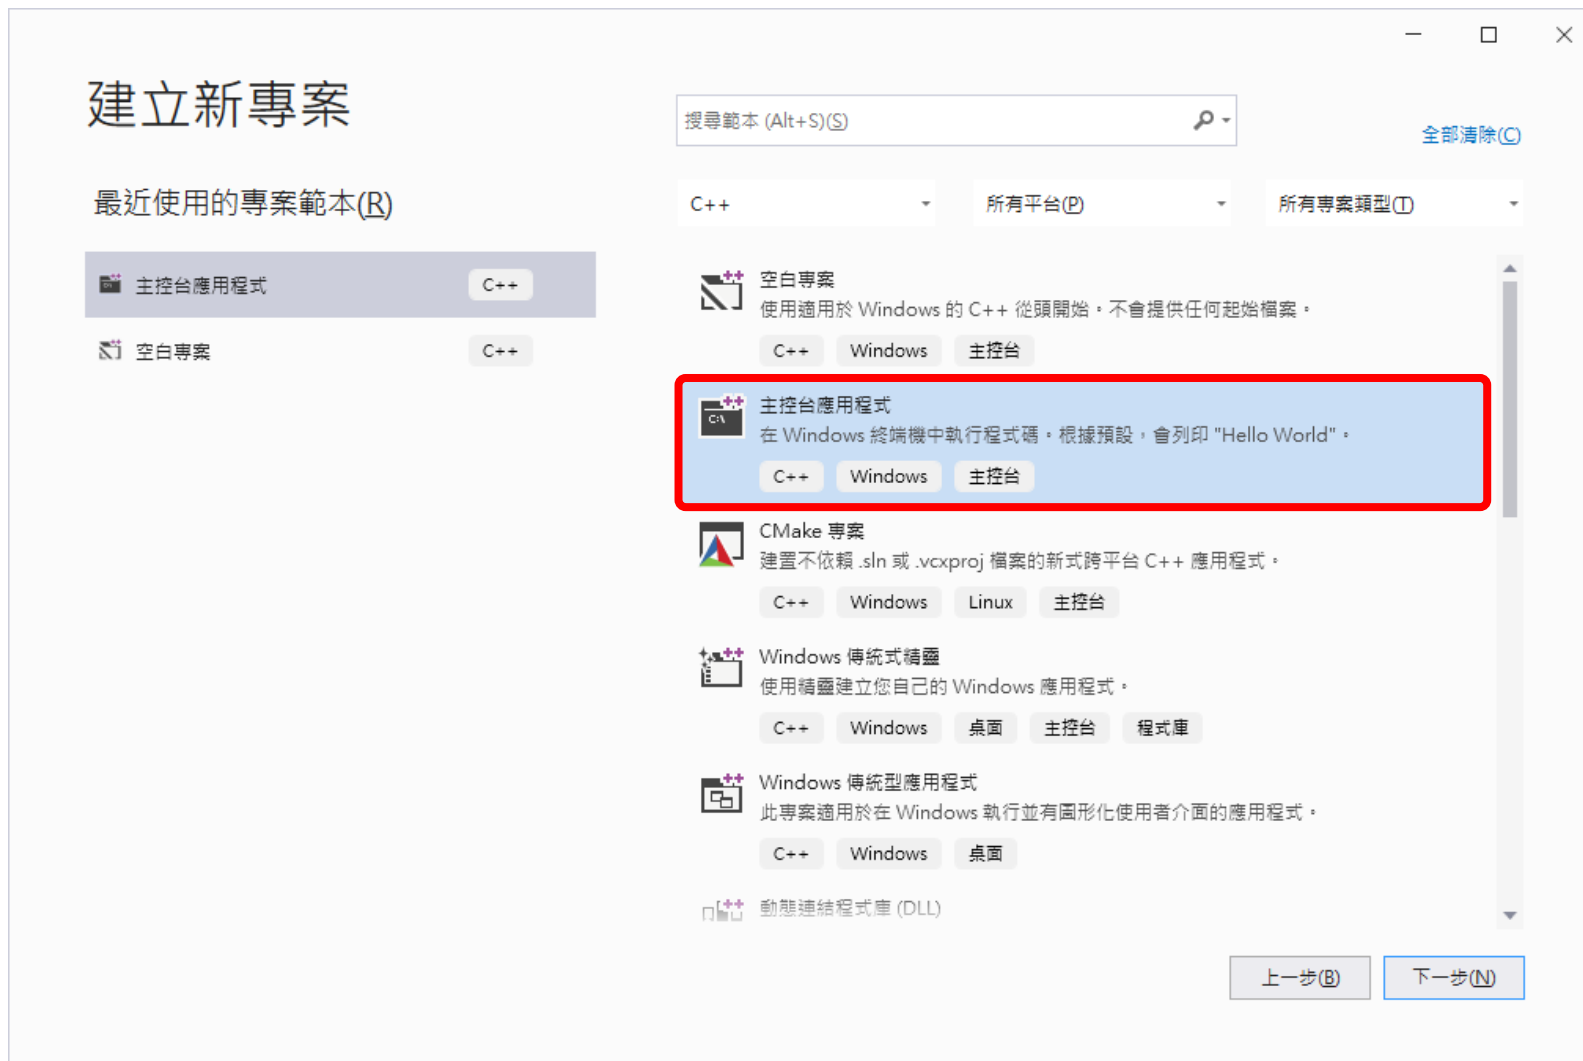 建立新專案
搜尋範本 (Alt+S)(S)
全部清除(C)
最近使用的專案範本(R)
C++
所有平台(P)
所有專案類型(T)
主控台應用程式
C++
空白專案
C++
空白專案
使用適用於 Windows 的 C++ 從頭開始。不會提供任何起始檔案。
C++ Windows 主控台
主控台應用程式
在 Windows 終端機中執行程式碼。根據預設，會列印 "Hello World"。
C++ Windows 主控台
CMake 專案
建置不依賴 .sln 或 .vcxproj 檔案的新式跨平台 C++ 應用程式。
C++ Windows Linux 主控台
Windows 傳統式精靈
使用精靈建立您自己的 Windows 應用程式。
C++ Windows 桌面 主控台 程式庫
Windows 傳統型應用程式
此專案適用於在 Windows 執行並有圖形化使用者介面的應用程式。
C++ Windows 桌面
動態連結程式庫 (DLL)
上一步(B)
下一步(N)